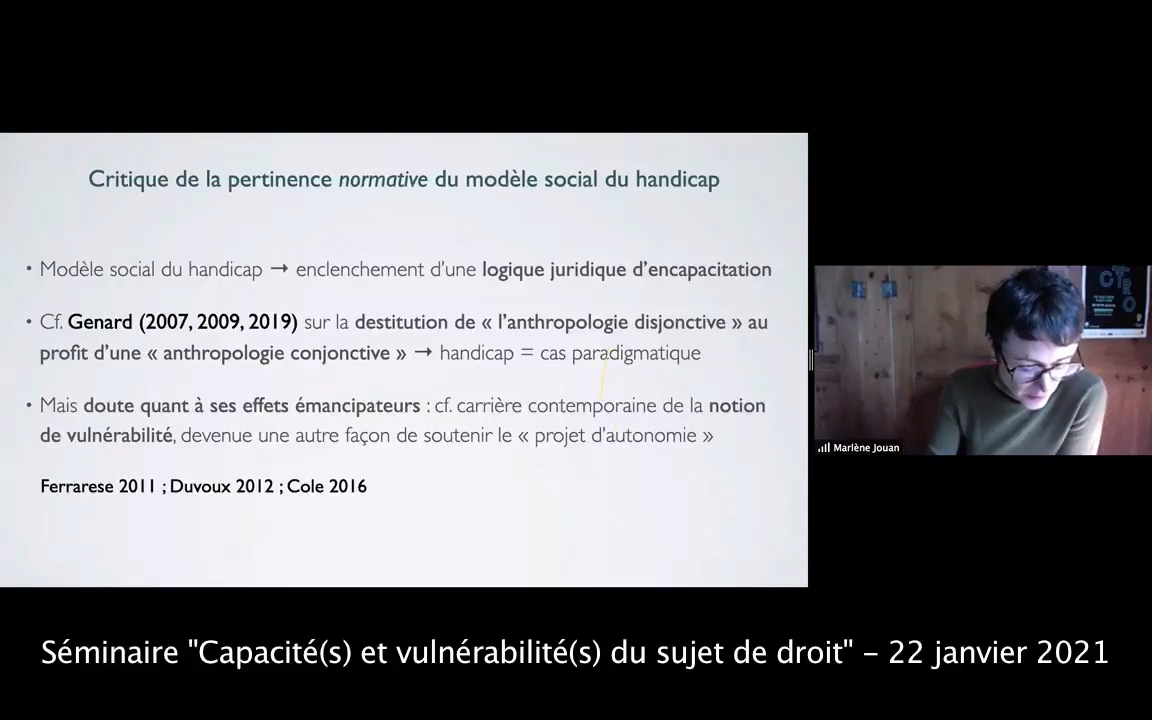 Critique de la pertinence normative du modèle social du handicap
• Modèle social du handicap → enclenchement d'une logique juridique d'encapacitation
• Cf. Genard (2007, 2009, 2019) sur la destitution de « l'anthropologie disjonctive » au
profit d'une « anthropologie conjonctive » → handicap = cas paradigmatique
• Mais doute quant à ses effets émancipateurs : cf. carrière contemporaine de la notion
de vulnérabilité, devenue une autre façon de soutenir le « projet d'autonomie »
Ferrarese 2011 ; Duvoux 2012 ; Cole 2016
Marlène Jouan
Séminaire "Capacité(s) et vulnérabilité(s) du sujet de droit" – 22 janvier 2021